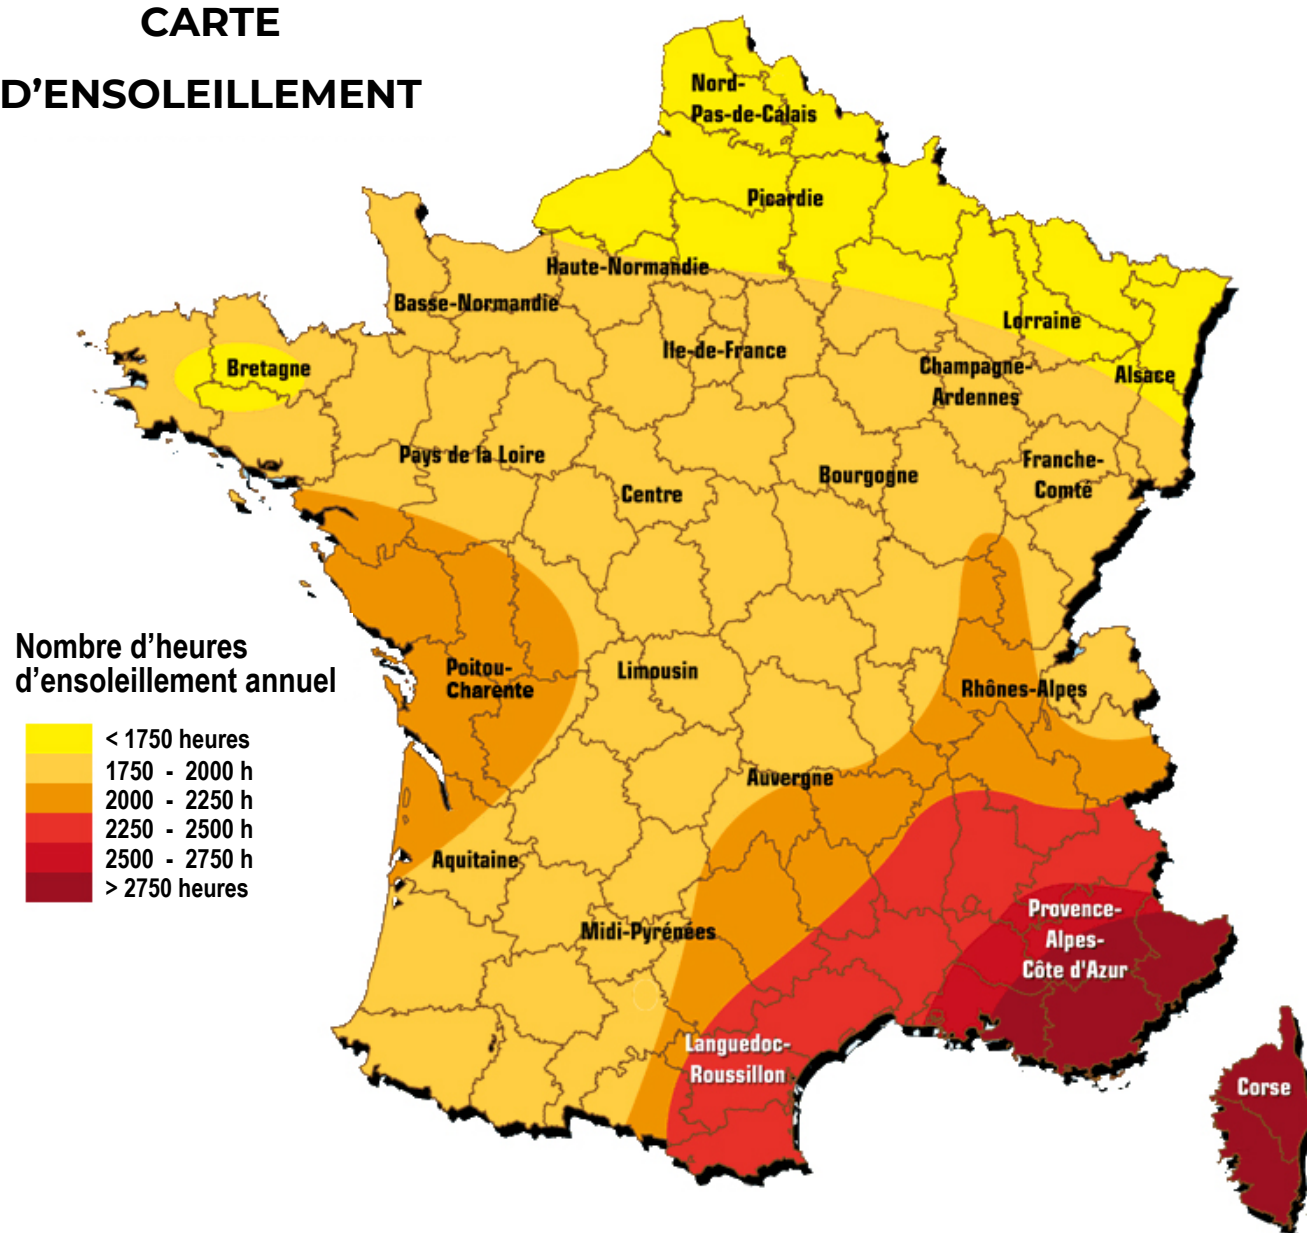 CARTE
D'ENSOLEILLEMENT
Nord-
Pas-de-Calais
Picardie
Haute-Normandie
Basse-Normandie
Lorraine
Ile-de-France
Bretagne
Champagne-
Ardennes
Alsace
Pays de la Loire
Centre
Bourgogne
Franche-
Comté
Nombre d'heures
d'ensoleillement annuel
< 1750 heures
1750 - 2000 h
2000 - 2250 h
2250 - 2500 h
2500 - 2750 h
> 2750 heures
Poitou-
Charente
Limousin
Rhônes-Alpes
Auvergne
Aquitaine
Midi-Pyrénées
Provence-
Alpes-
Côte d'Azur
Languedoc-
Roussillon
Corse